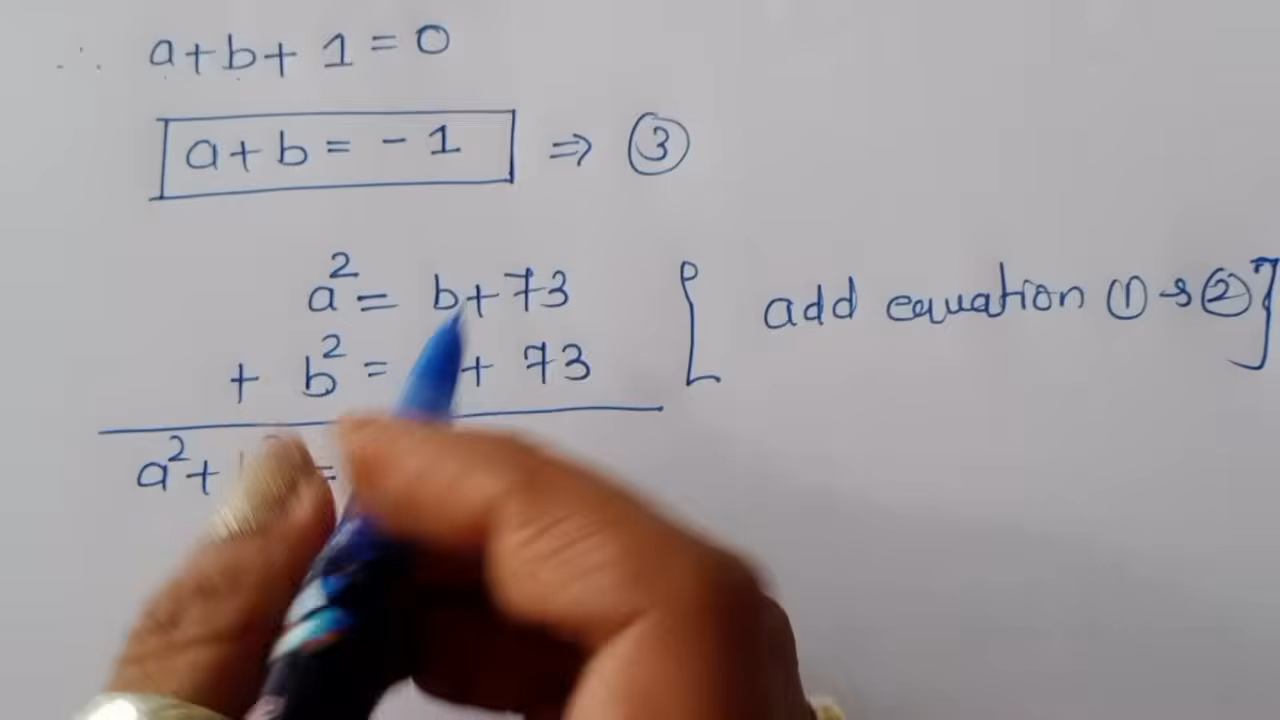 ∴ a+b+ 1 = 0
a+b = -1 ⇒ ③
a² = b+73 [ add equation ① & ② ]
+ b² = + 73
a²+ =